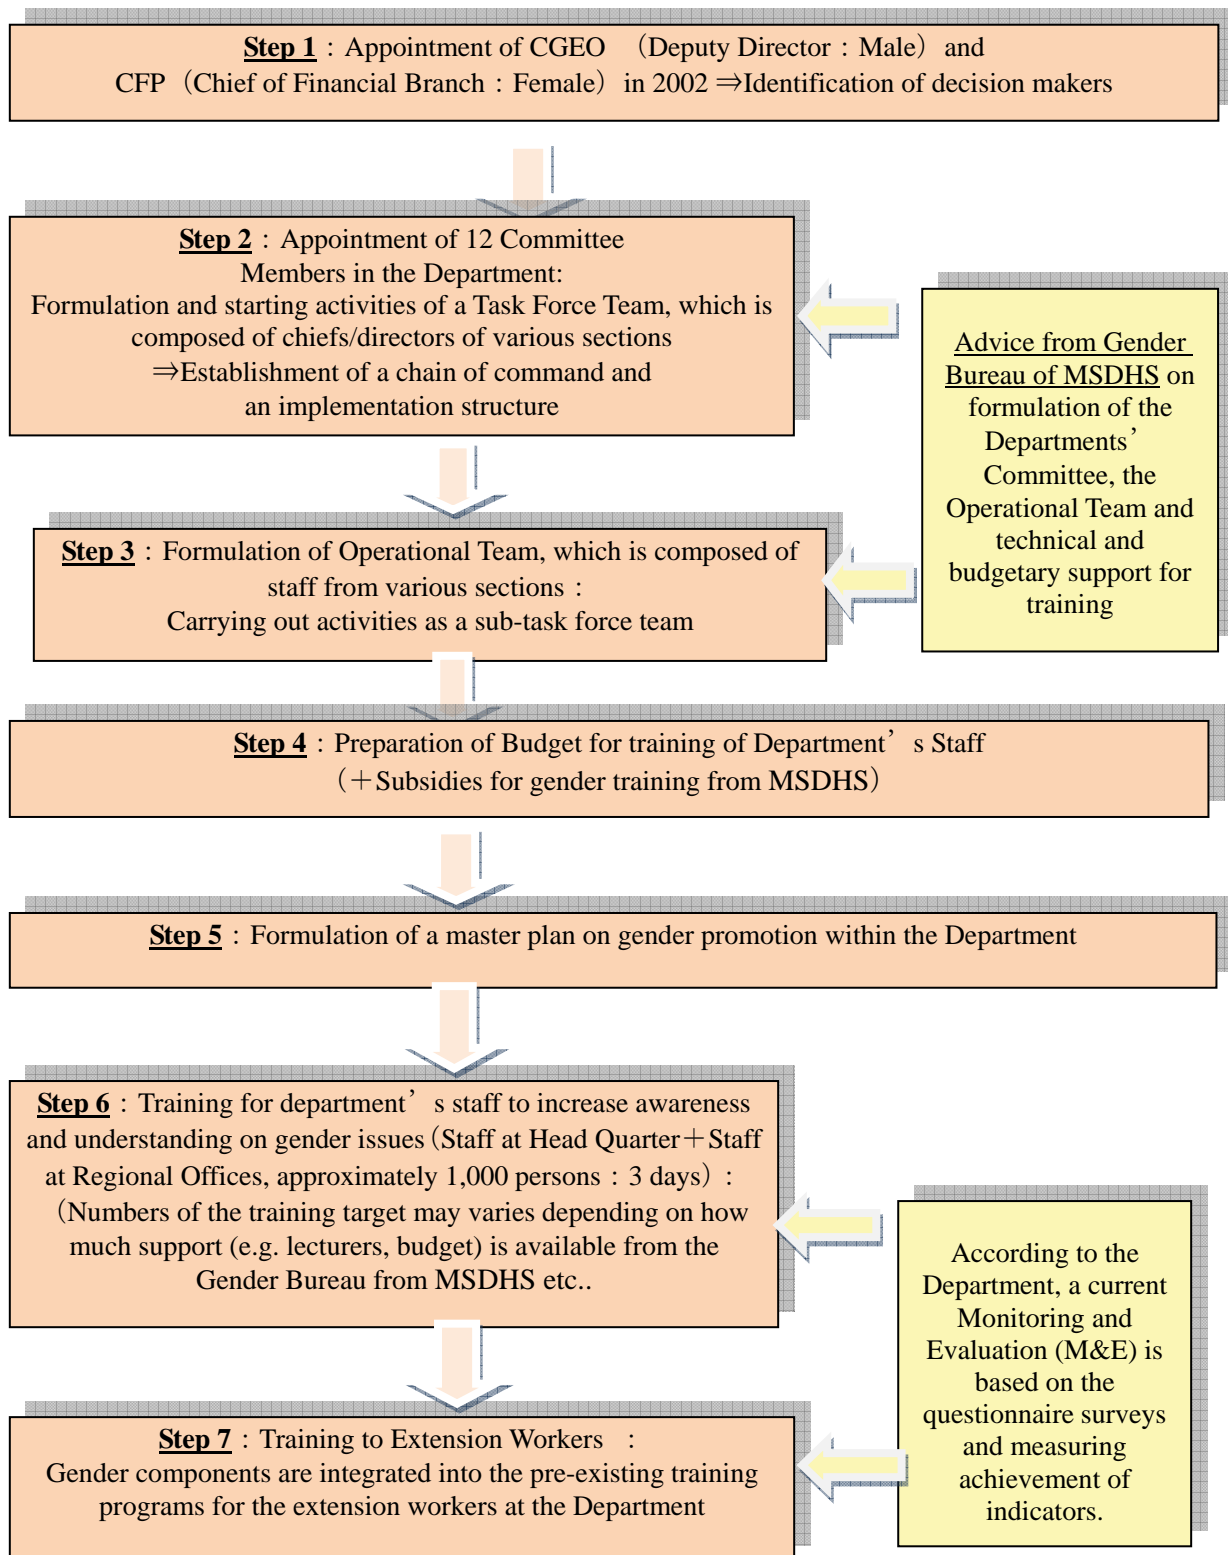 Step 1：Appointment of CGEO （Deputy Director：Male）and
CFP（Chief of Financial Branch：Female）in 2002 ⇒Identification of decision makers
Step 2：Appointment of 12 Committee
Members in the Department:
Formulation and starting activities of a Task Force Team, which is
composed of chiefs/directors of various sections
⇒Establishment of a chain of command and
an implementation structure
Advice from Gender
Bureau of MSDHS on
formulation of the
Departments’
Committee, the
Operational Team and
technical and
budgetary support for
training
Step 3：Formulation of Operational Team, which is composed of
staff from various sections：
Carrying out activities as a sub-task force team
Step 4：Preparation of Budget for training of Department’s Staff
（＋Subsidies for gender training from MSDHS）
Step 5：Formulation of a master plan on gender promotion within the Department
Step 6：Training for department’s staff to increase awareness
and understanding on gender issues（Staff at Head Quarter＋Staff
at Regional Offices, approximately 1,000 persons：3 days）：
（Numbers of the training target may varies depending on how
much support (e.g. lecturers, budget) is available from the
Gender Bureau from MSDHS etc..
According to the
Department, a current
Monitoring and
Evaluation (M&E) is
based on the
questionnaire surveys
and measuring
achievement of
indicators.
Step 7：Training to Extension Workers ：
Gender components are integrated into the pre-existing training
programs for the extension workers at the Department